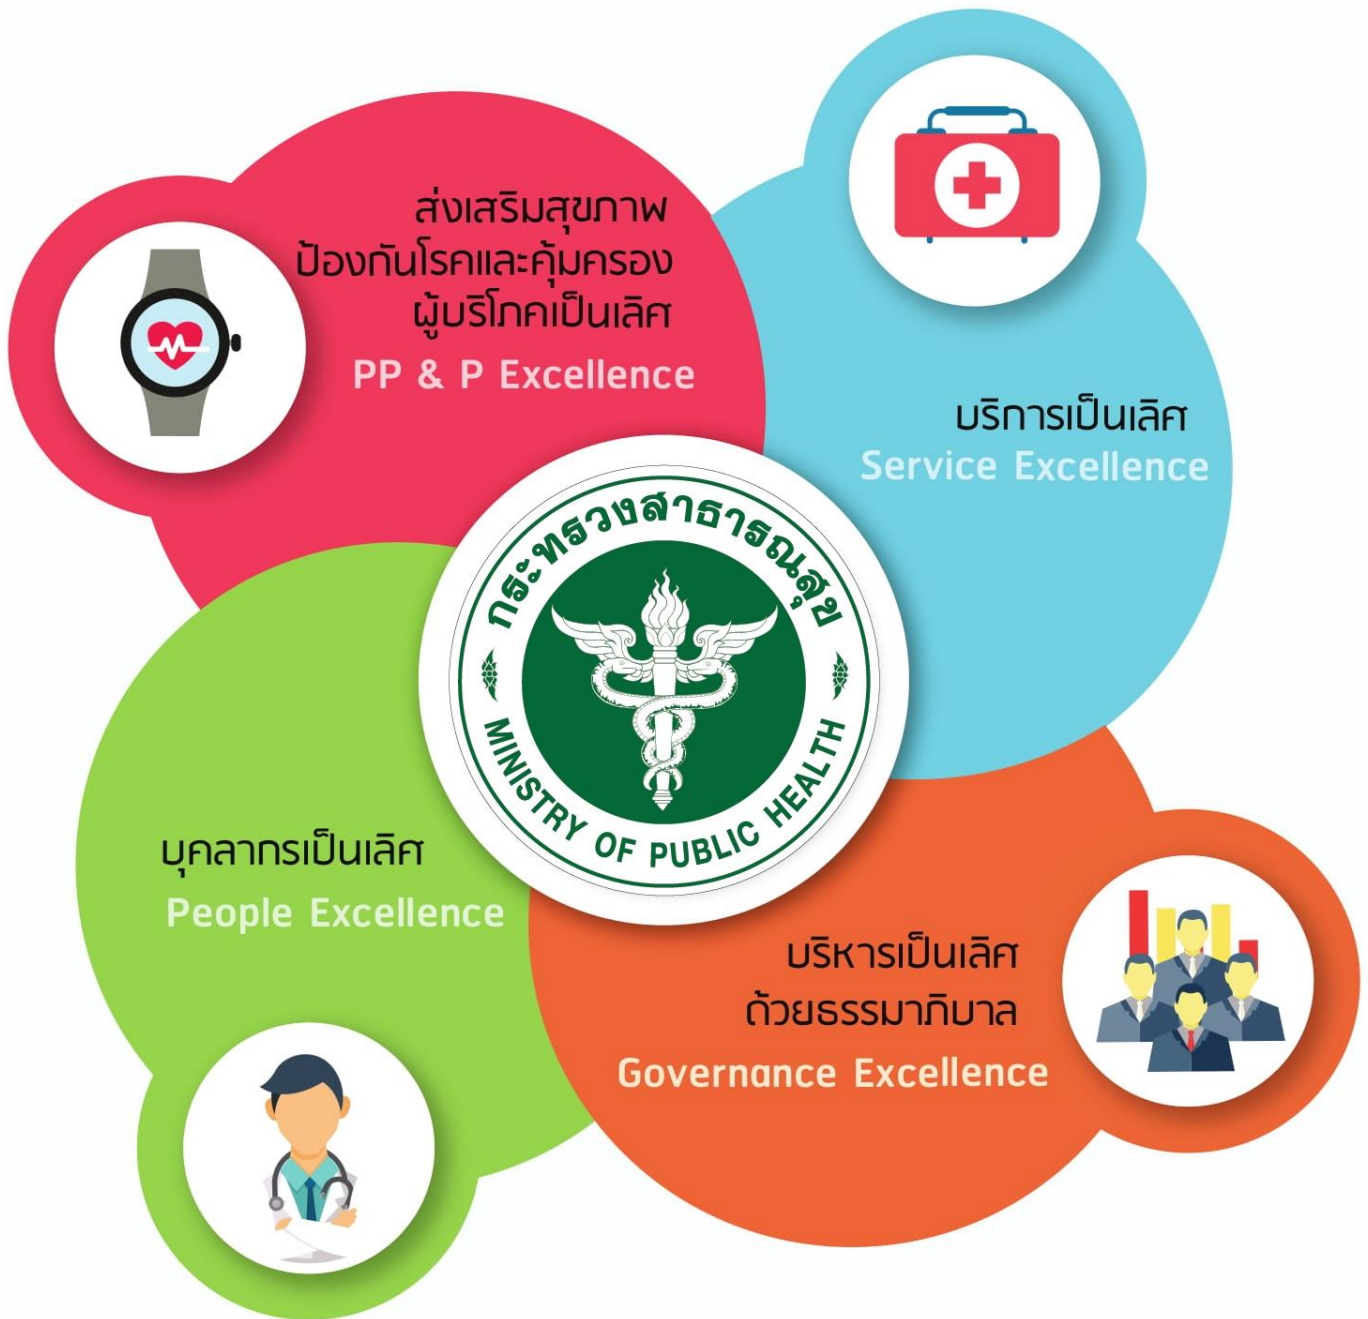 ส่งเสริมสุขภาพ
ป้องกันโรคและคุ้มครอง
ผู้บริโภคเป็นเลิศ
PP & P Excellence
บริการเป็นเลิศ
Service Excellence
กระทรวงสาธารณสุข
MINISTRY OF PUBLIC HEALTH
บุคลากรเป็นเลิศ
People Excellence
บริหารเป็นเลิศ
ด้วยธรรมาภิบาล
Governance Excellence